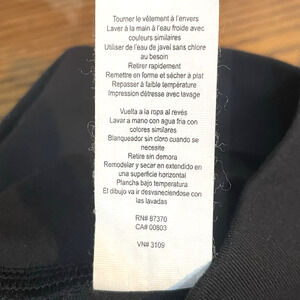 Tourner le vêtement à l'envers
Laver à la main à l'eau froide avec
couleurs similaires
Utiliser de l'eau de javel sans chlore
au besoin
Retirer rapidement
Remettre en forme et sécher à plat
Repasser à faible température
Impression détresse avec lavage
Vuelta a la ropa al revés
Lavar a mano con agua fria con
colores similares
Blanqueador sin cloro cuando se
necesite
Retire sin demora
Remodelar y secar en extendido en
una superficie horizontal
Plancha bajo temperatura
El dibujo va ir desvaneciendose con
las lavadas
RN# 87370
CA# 00803
VN# 3109